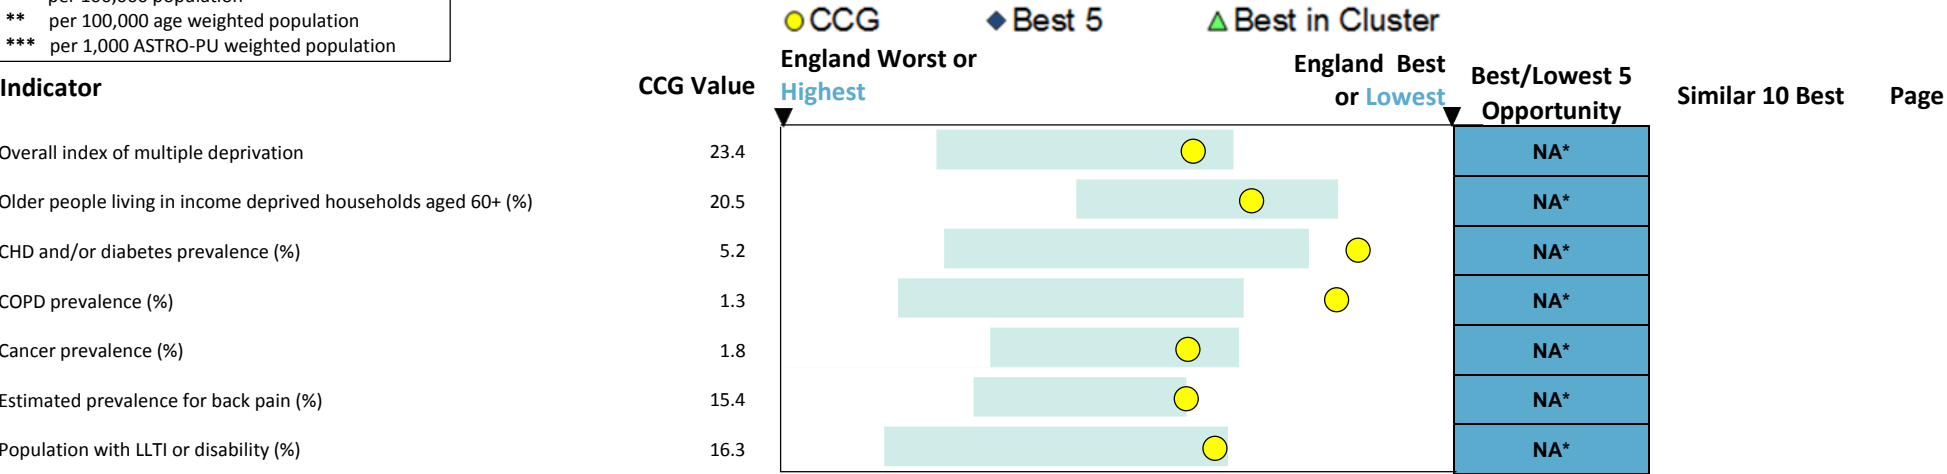 per 100,000 population
** per 100,000 age weighted population
*** per 1,000 ASTRO-PU weighted population
CCG Best 5 Best in Cluster
Indicator
CCG Value
England Worst or
Highest
England Best
or Lowest
Best/Lowest 5
Opportunity
Similar 10 Best
Page
Overall index of multiple deprivation 23.4 NA*
Older people living in income deprived households aged 60+ (%) 20.5 NA*
CHD and/or diabetes prevalence (%) 5.2 NA*
COPD prevalence (%) 1.3 NA*
Cancer prevalence (%) 1.8 NA*
Estimated prevalence for back pain (%) 15.4 NA*
Population with LLTI or disability (%) 16.3 NA*